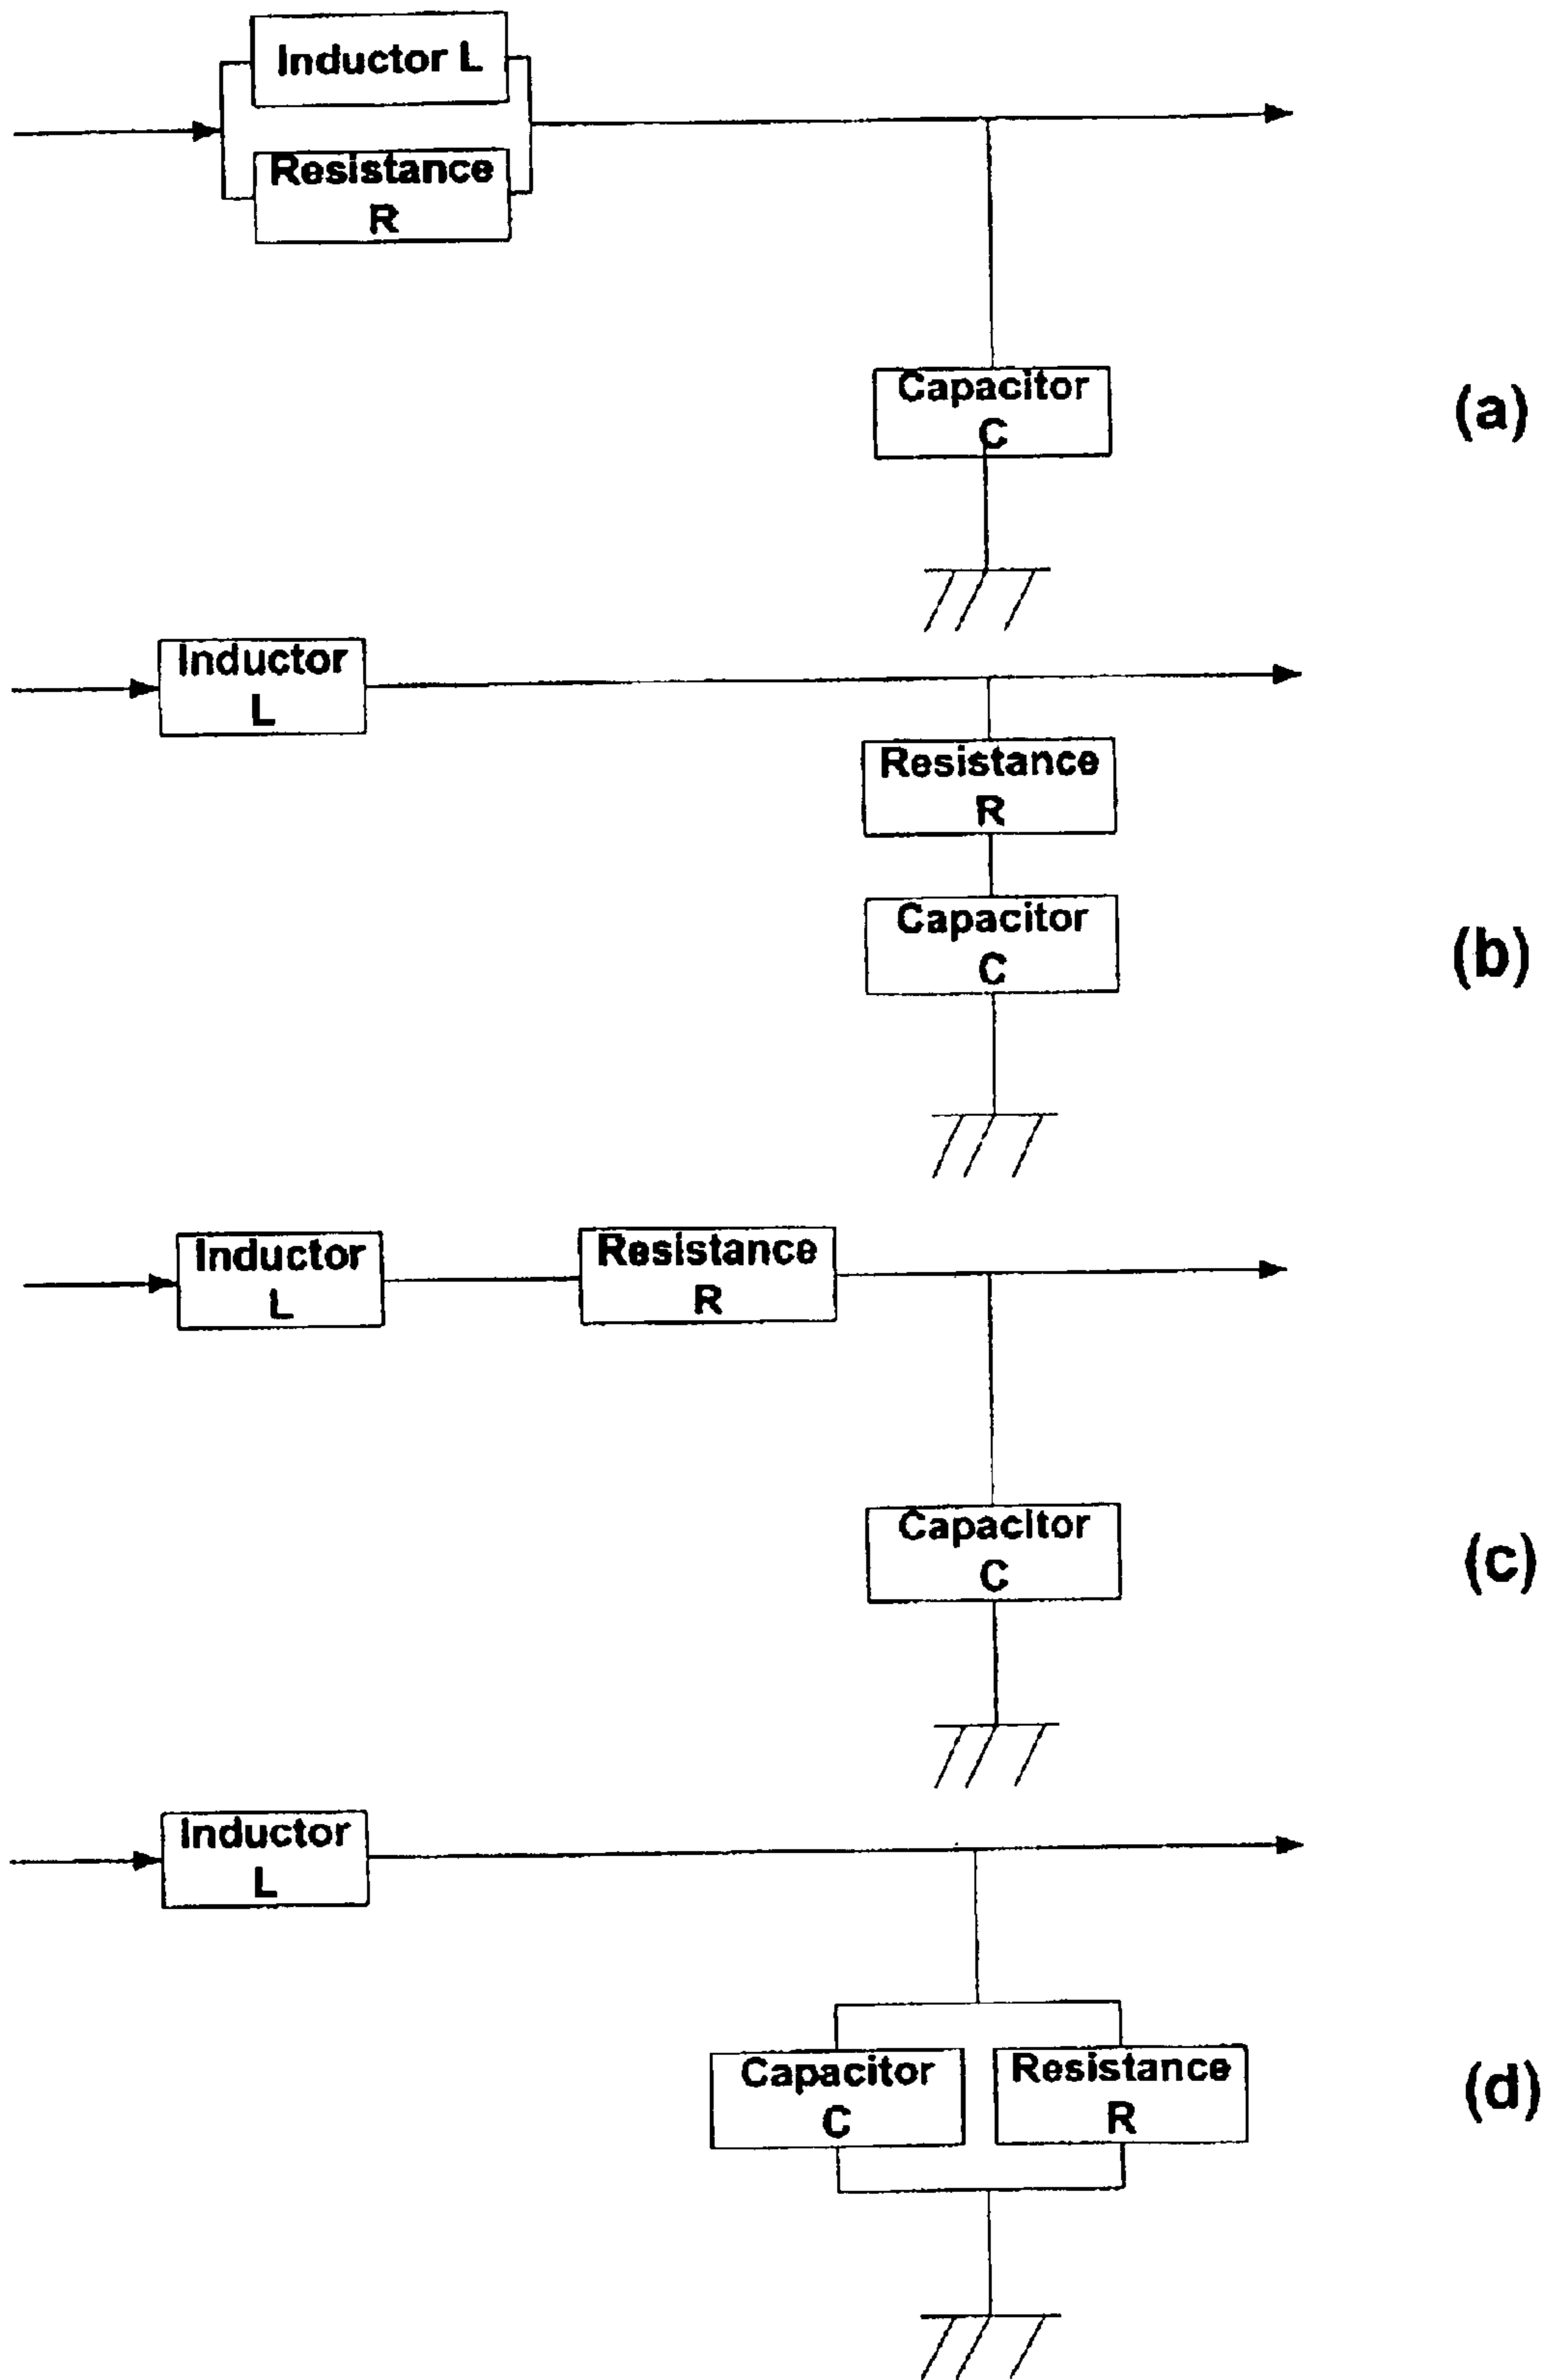 Inductor L
Resistance
R
Capacitor
C
(a)
Inductor
L
Resistance
R
Capacitor
C
(b)
Inductor
L
Resistance
R
Capacitor
C
(c)
Inductor
L
Capacitor
C
Resistance
R
(d)